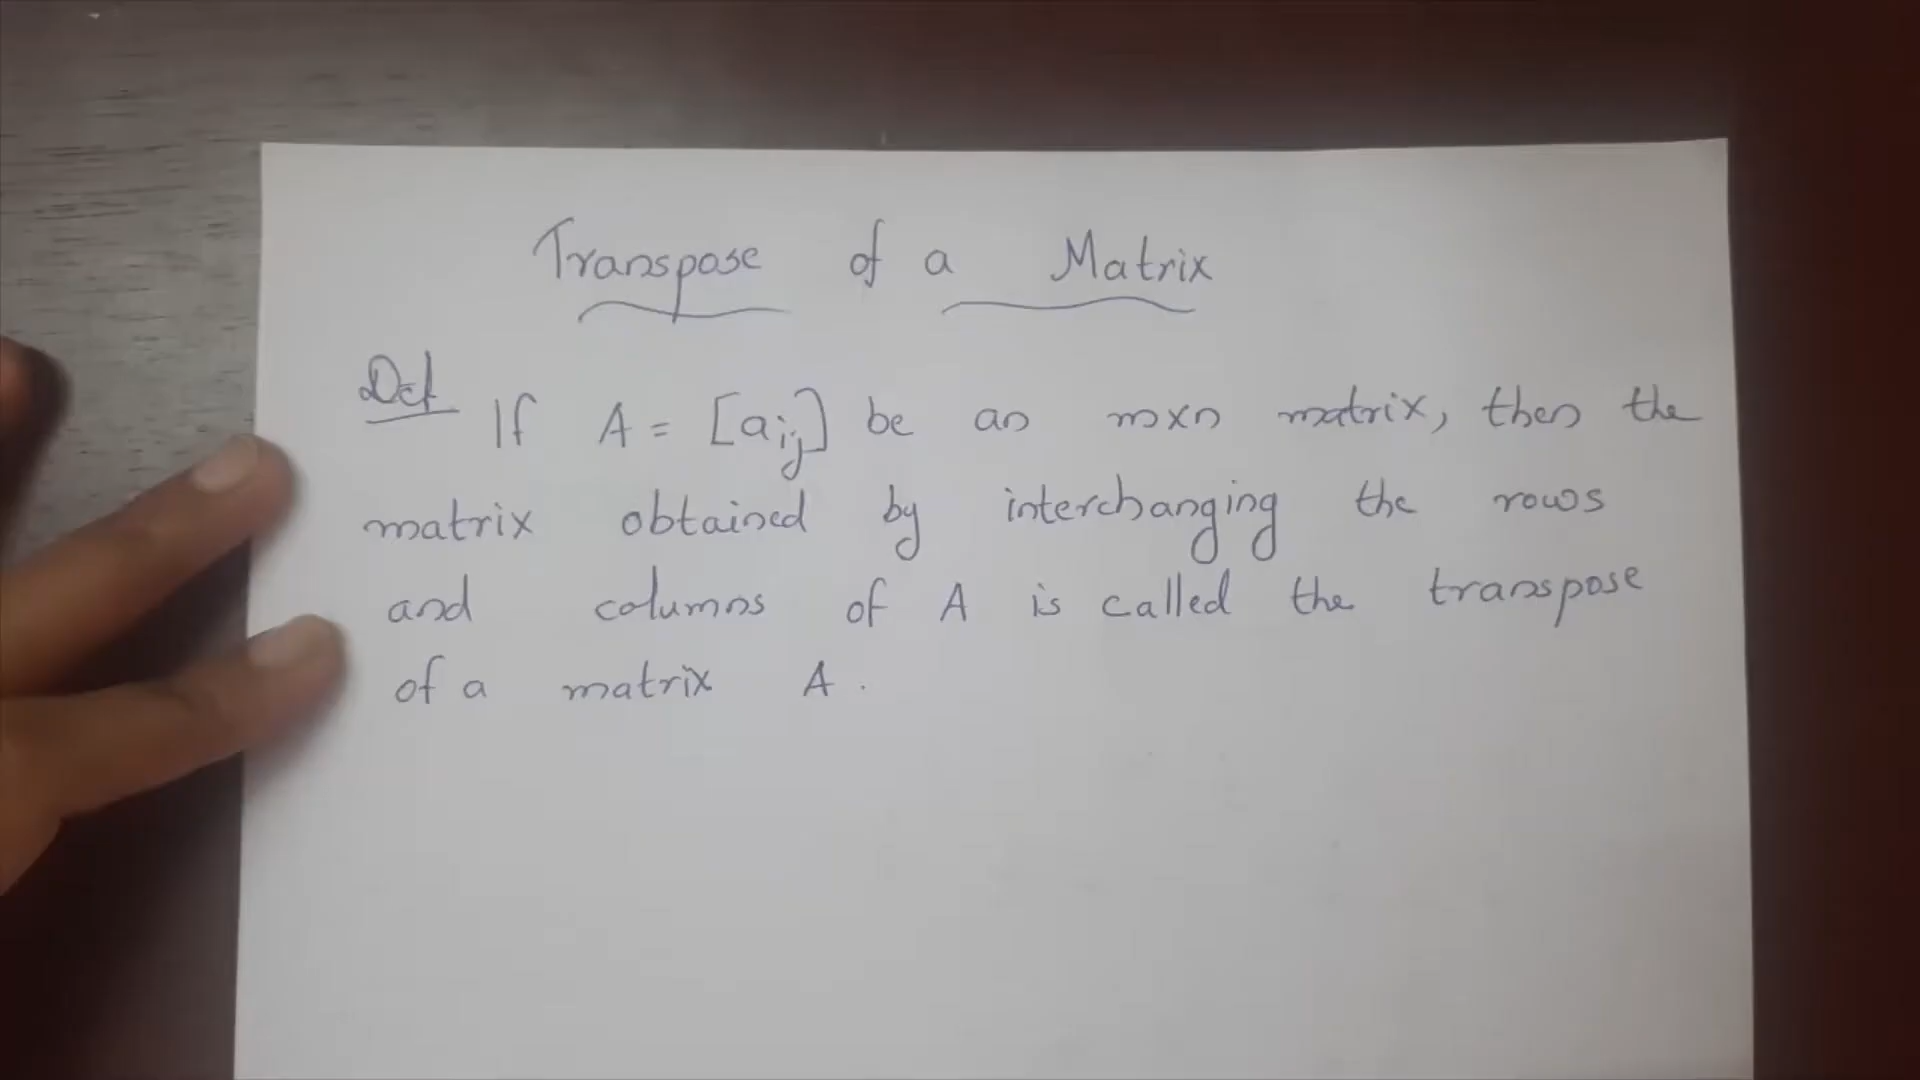 Transpose of a Matrix
Def
If A = [aij] be an mxn matrix, then the
matrix obtained by interchanging the rows
and columns of A is called the transpose
of a matrix A.